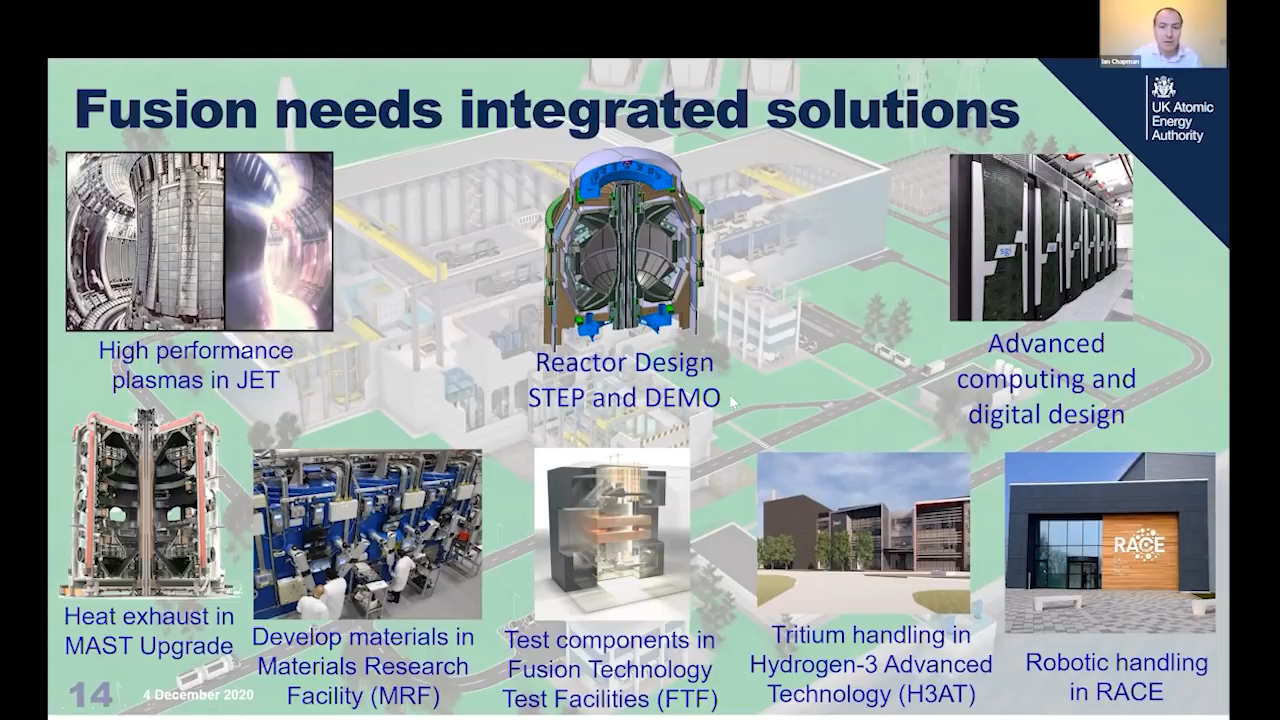 Ian Chapman
Fusion needs integrated solutions
UK Atomic
Energy
Authority
High performance
plasmas in JET
Reactor Design
STEP and DEMO
sgi
Advanced
computing and
digital design
Heat exhaust in
MAST Upgrade
Develop materials in
Materials Research
Facility (MRF)
Test components in
Fusion Technology
Test Facilities (FTF)
Tritium handling in
Hydrogen-3 Advanced
Technology (H3AT)
RACE
Robotic handling
in RACE
14
4 December 2020